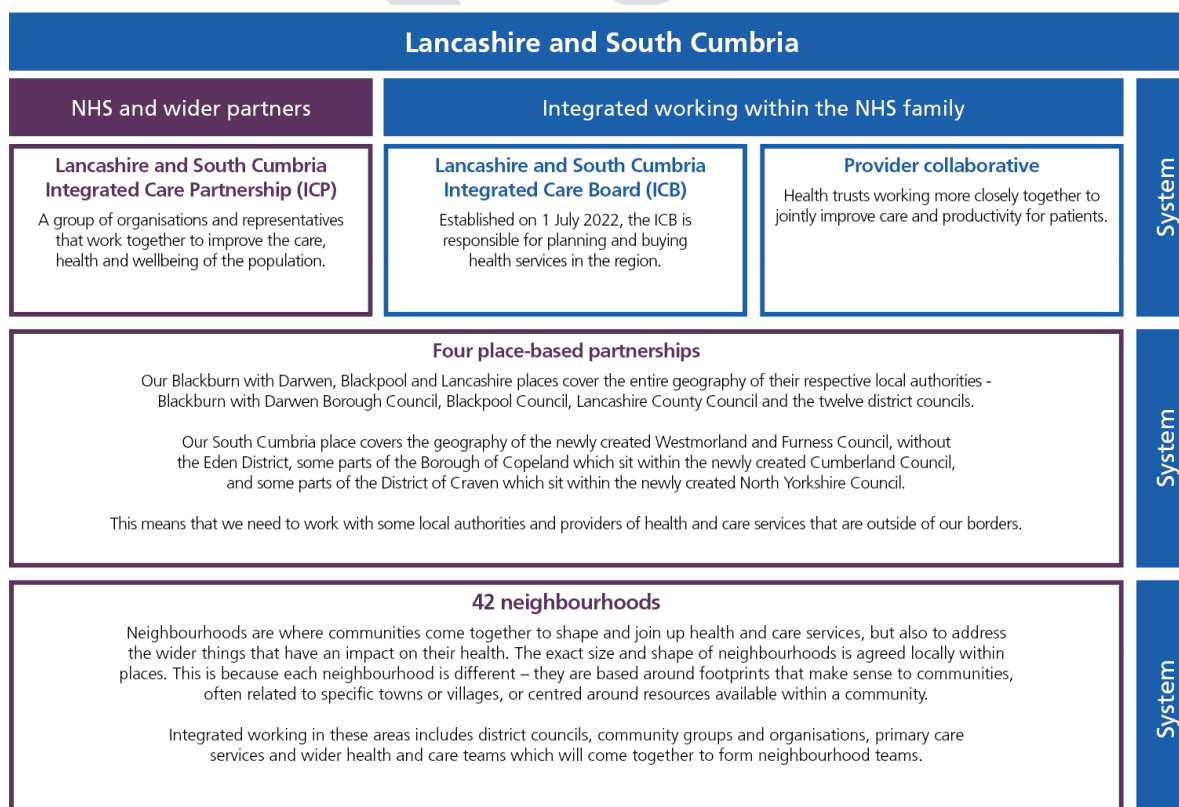 Lancashire and South Cumbria
NHS and wider partners
Integrated working within the NHS family
System
Lancashire and South Cumbria
Integrated Care Partnership (ICP)
A group of organisations and representatives
that work together to improve the care,
health and wellbeing of the population.
Lancashire and South Cumbria
Integrated Care Board (ICB)
Established on 1 July 2022, the ICB is
responsible for planning and buying
health services in the region.
Provider collaborative
Health trusts working more closely together to
jointly improve care and productivity for patients.
Four place-based partnerships
Our Blackburn with Darwen, Blackpool and Lancashire places cover the entire geography of their respective local authorities -
Blackburn with Darwen Borough Council, Blackpool Council, Lancashire County Council and the twelve district councils.
Our South Cumbria place covers the geography of the newly created Westmorland and Furness Council, without
the Eden District, some parts of the Borough of Copeland which sit within the newly created Cumberland Council,
and some parts of the District of Craven which sit within the newly created North Yorkshire Council.
This means that we need to work with some local authorities and providers of health and care services that are outside of our borders.
System
42 neighbourhoods
Neighbourhoods are where communities come together to shape and join up health and care services, but also to address
the wider things that have an impact on their health. The exact size and shape of neighbourhoods is agreed locally within
places. This is because each neighbourhood is different – they are based around footprints that make sense to communities,
often related to specific towns or villages, or centred around resources available within a community.
Integrated working in these areas includes district councils, community groups and organisations, primary care
services and wider health and care teams which will come together to form neighbourhood teams.
System